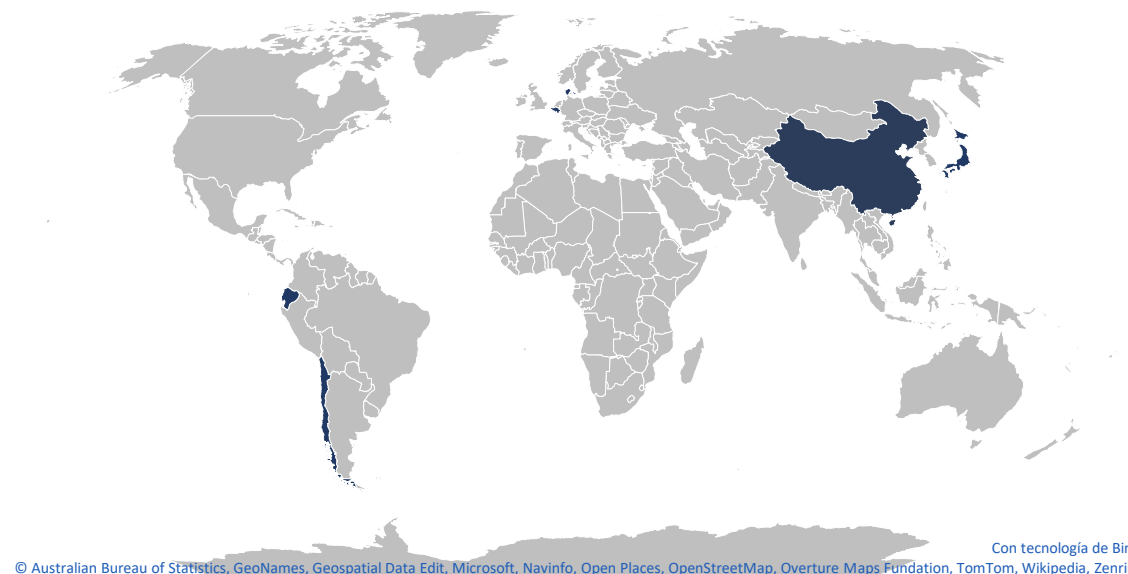 Con tecnología de Bin
© Australian Bureau of Statistics, GeoNames, Geospatial Data Edit, Microsoft, Navinfo, Open Places, OpenStreetMap, Overture Maps Fundation, TomTom, Wikipedia, Zenri